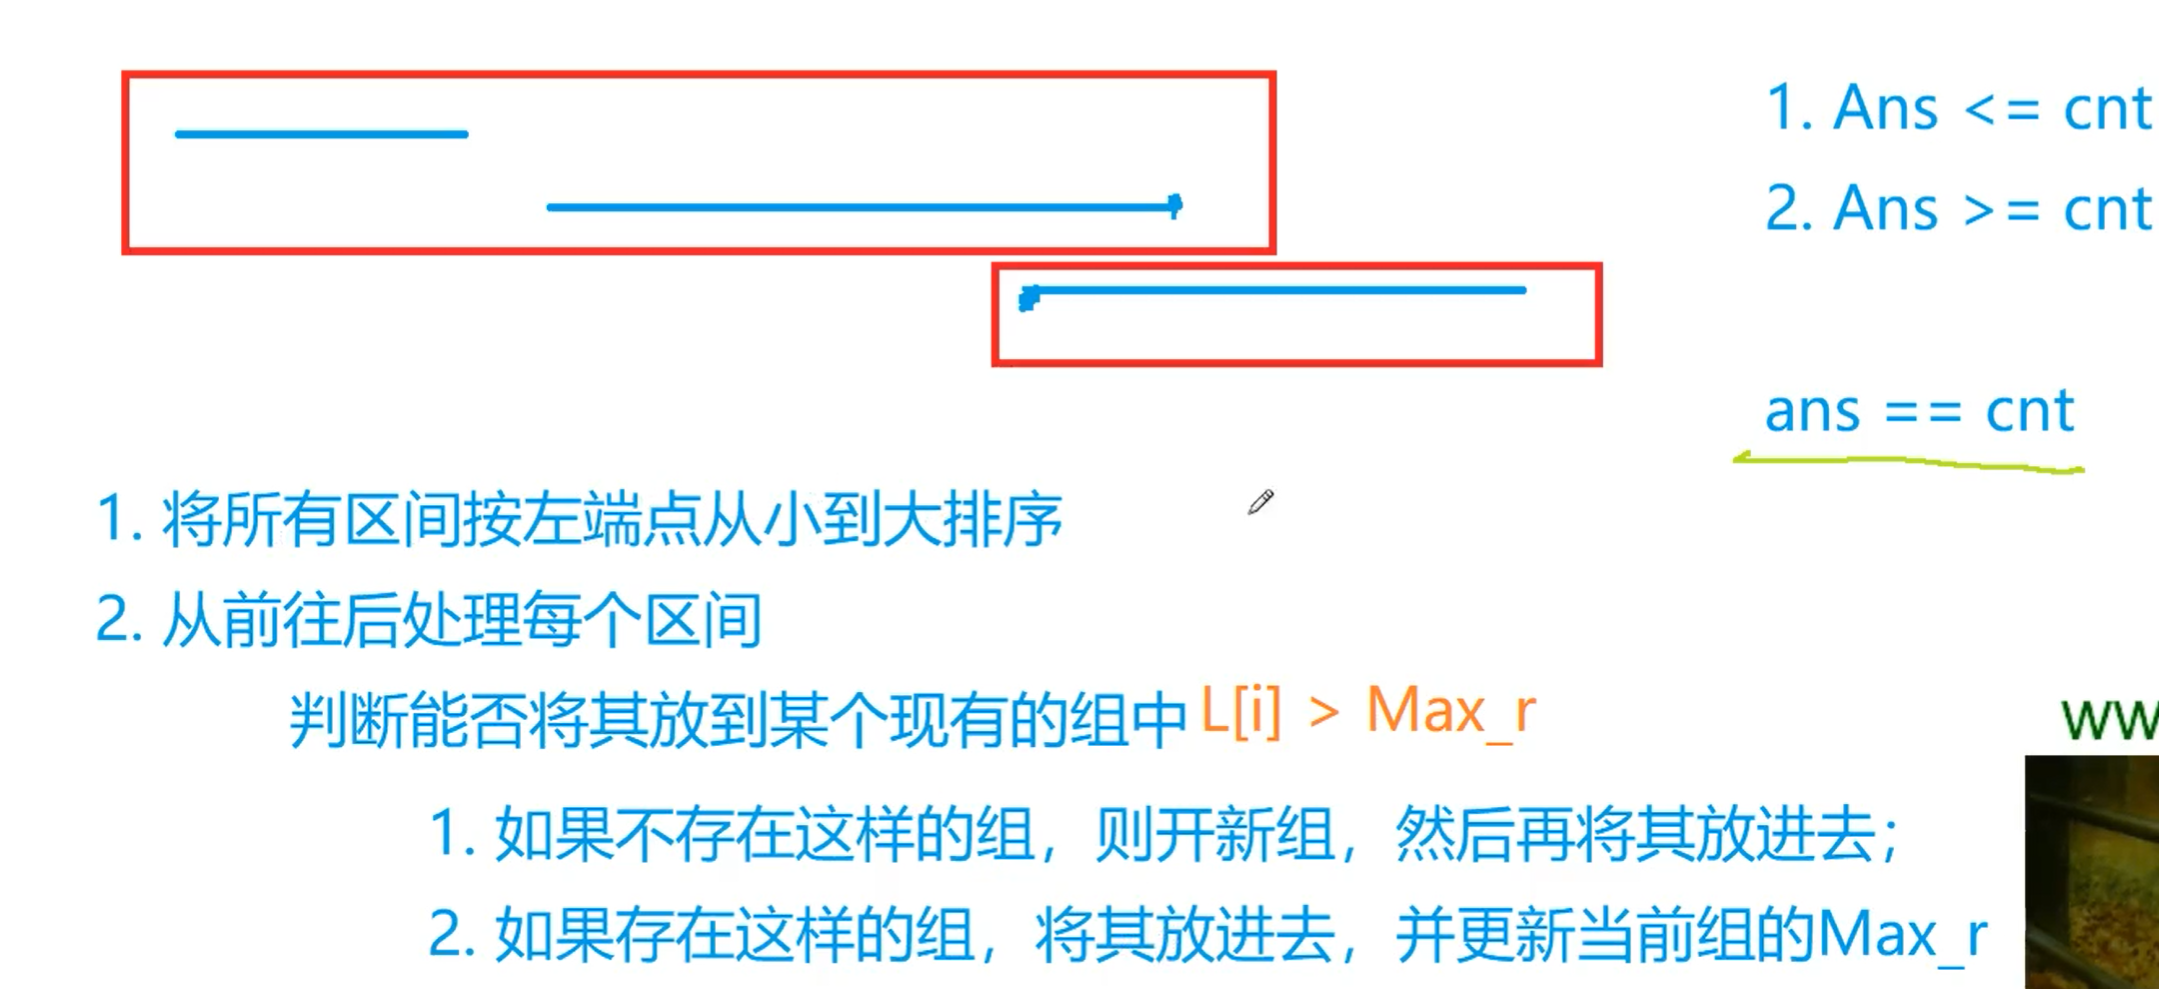 1. Ans <= cnt
2. Ans >= cnt
ans == cnt
1. 将所有区间按左端点从小到大排序
2. 从前往后处理每个区间
判断能否将其放到某个现有的组中 L[i] > Max_r
1. 如果不存在这样的组，则开新组，然后再将其放进去；
2. 如果存在这样的组，将其放进去，并更新当前组的Max_r